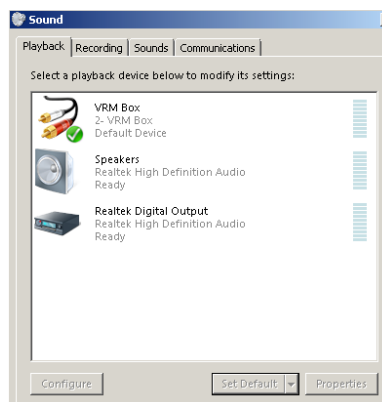 Sound
Playback Recording Sounds Communications
Select a playback device below to modify its settings:
VRM Box
2- VRM Box
Default Device
Speakers
Realtek High Definition Audio
Ready
Realtek Digital Output
Realtek High Definition Audio
Ready
Configure Set Default Properties